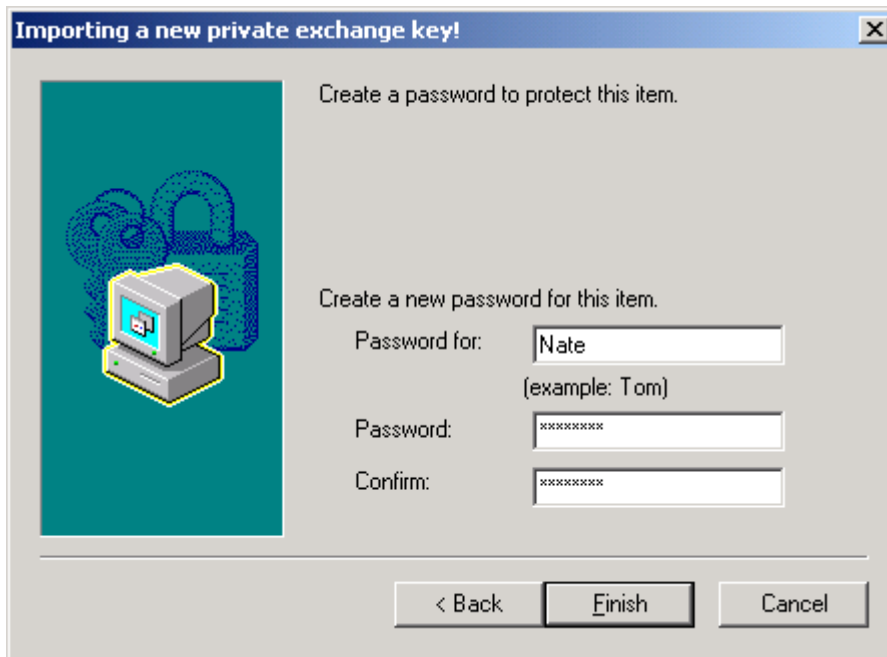 Importing a new private exchange key!
Create a password to protect this item.
Create a new password for this item.
Password for: Nate
(example: Tom)
Password: ********
Confirm: ********
< Back Finish Cancel